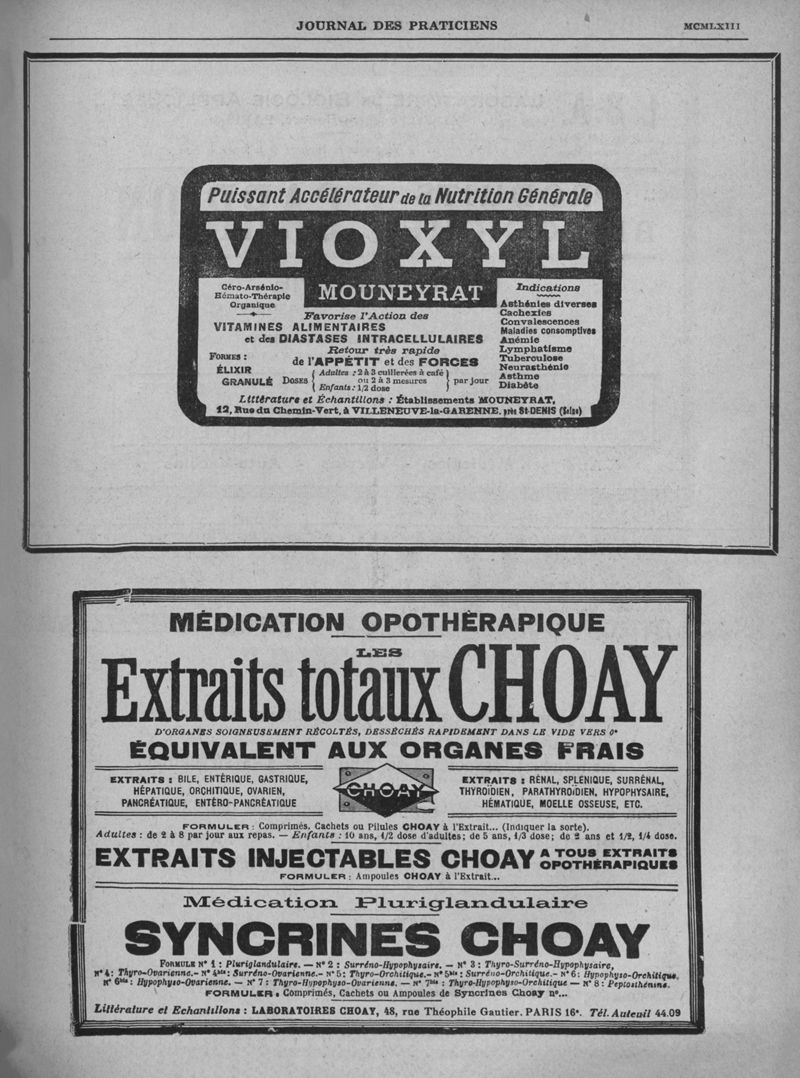 JOURNAL DES PRATICIENS
MCMLXIII
Puissant Accélérateur de la Nutrition Générale
VIOXYL
MOUNEYRAT
Céro-Arsénio-
Hémato-Thérapie
Organique
Favorise l'Action des
VITAMINES ALIMENTAIRES
et des DIASTASES INTRACELLULAIRES
Retour très rapide
de l'APPÉTIT et des FORCES
FORMES :
ÉLIXIR
GRANULÉ
DOSES
Adultes : 2 à 3 cuillerées à café
ou 2 à 3 mesures
Enfants : 1/2 dose
par jour
Indications
Asthénies diverses
Cachexies
Convalescences
Maladies consomptives
Anémie
Lymphatisme
Tuberculose
Neurasthénie
Asthme
Diabète
Littérature et Échantillons : Établissements MOUNEYRAT,
12, Rue du Chemin-Vert, à VILLENEUVE-la-GARENNE, près St-DENIS (Seine)
MÉDICATION OPOTHÉRAPIQUE
LES
Extraits totaux CHOAY
D'ORGANES SOIGNEUSEMENT RÉCOLTÉS, DESSÉCHÉS RAPIDEMENT DANS LE VIDE VERS 0°
ÉQUIVALENT AUX ORGANES FRAIS
EXTRAITS : BILE, ENTÉRIQUE, GASTRIQUE,
HÉPATIQUE, ORCHITIQUE, OVARIEN,
PANCRÉATIQUE, ENTÉRO-PANCRÉATIQUE
CHOAY
EXTRAITS : RÉNAL, SPLÉNIQUE, SURRÉNAL,
THYROÏDIEN, PARATHYROÏDIEN, HYPOPHYSAIRE,
HÉMATIQUE, MOELLE OSSEUSE, ETC.
FORMULER : Comprimés, Cachets ou Pilules CHOAY à l'Extrait... (Indiquer la sorte).
Adultes : de 2 à 8 par jour aux repas. — Enfants : 10 ans, 1/2 dose d'adultes; de 5 ans, 1/3 dose; de 2 ans et 1/2, 1/4 dose.
EXTRAITS INJECTABLES CHOAY A TOUS EXTRAITS
OPOTHÉRAPIQUES
FORMULER : Ampoules CHOAY à l'Extrait...
Médication Pluriglandulaire
SYNCRINES CHOAY
FORMULE N° 1 : Pluriglandulaire. — N° 2 : Surréno-Hypophysaire. — N° 3 : Thyro-Surréno-Hypophysaire,
N° 4 : Thyro-Ovarienne.— N° 4bis : Surréno-Ovarienne.— N° 5 : Thyro-Orchitique.— N° 5bis : Surréno-Orchitique.— N° 6 : Hypophyso-Orchitique.
N° 6bis : Hypophyso-Ovarienne. — N° 7 : Thyro-Hypophyso-Ovarienne. — N° 7bis : Thyro-Hypophyso-Orchitique — N° 8 : Peptosthénine.
FORMULER : Comprimés, Cachets ou Ampoules de Syncrines Choay n°...
Littérature et Echantillons : LABORATOIRES CHOAY, 48, rue Théophile Gautier. PARIS 16°. Tél. Auteuil 44.09